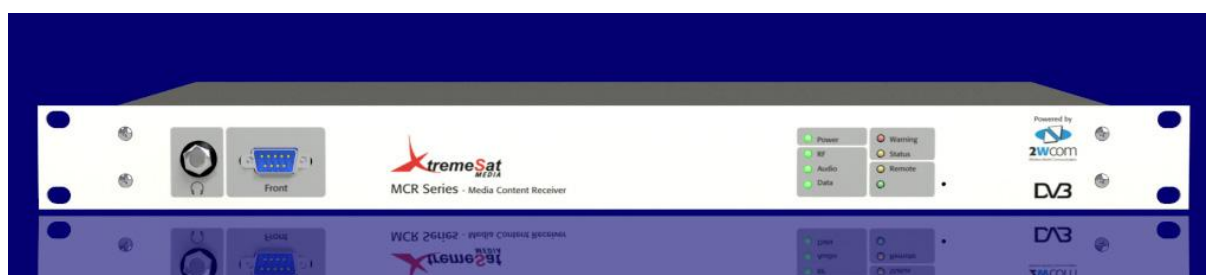 Front
XtremeSat
MEDIA
MCR Series - Media Content Receiver
Power
RF
Audio
Data
Warning
Status
Remote
Powered by
2wcom
DVB